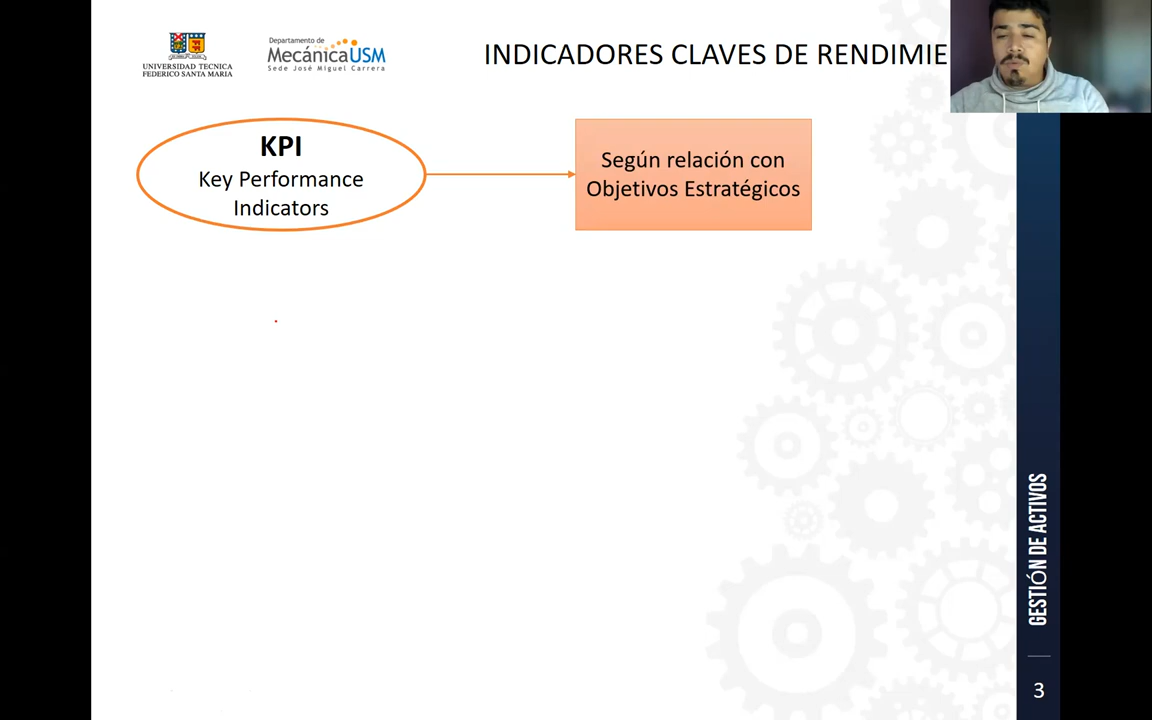 UNIVERSIDAD TECNICA
FEDERICO SANTA MARIA
Departamento de
MecánicaUSM
Sede José Miguel Carrera
INDICADORES CLAVES DE RENDIMIE
KPI
Key Performance
Indicators
Según relación con
Objetivos Estratégicos
GESTIÓN DE ACTIVOS
3